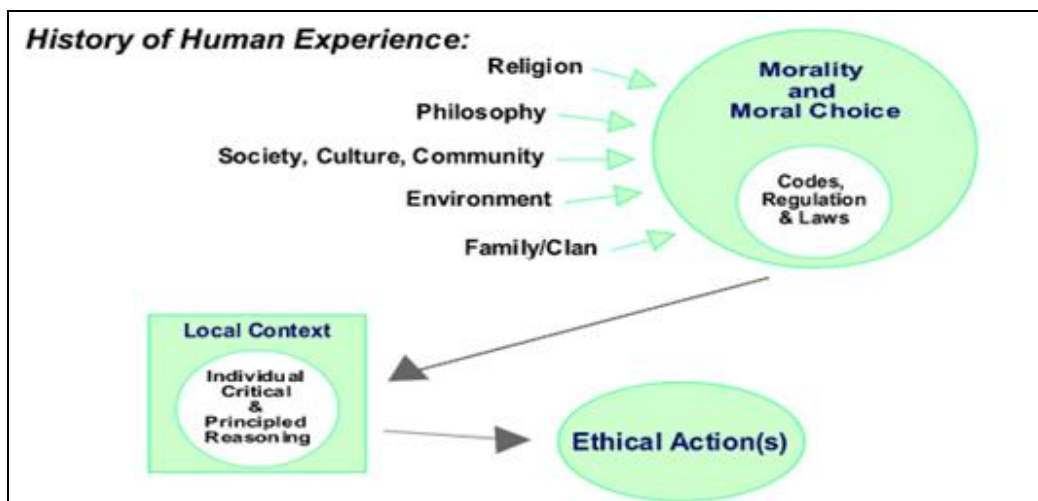 History of Human Experience:
Religion
Philosophy
Society, Culture, Community
Environment
Family/Clan
Morality
and
Moral Choice
Codes,
Regulation
& Laws
Local Context
Individual
Critical
&
Principled
Reasoning
Ethical Action(s)